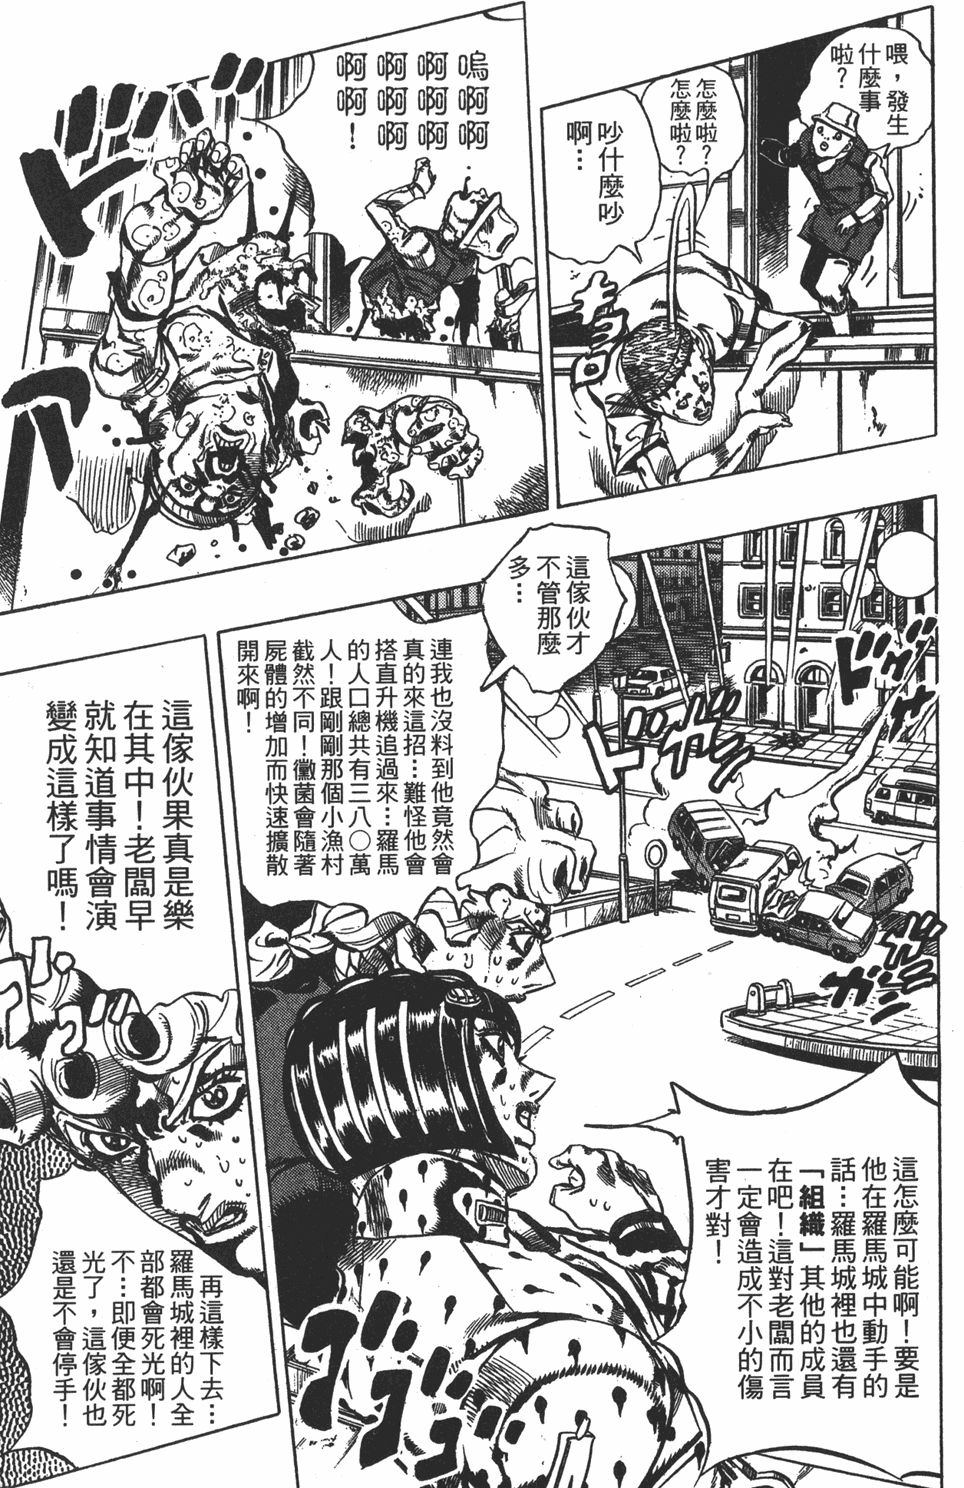 喂，發生
什麼事
啦？
怎麼啦？
怎麼啦？
吵什麼吵
啊…
嗚啊啊
啊啊啊
啊啊啊
啊啊！
ドガガ
ドババババ
這傢伙才
不管那麼
多…
連我也沒料到他竟然會
真的來這招…難怪他會
搭直升機追過來…羅馬
的人口總共有三八〇萬
人！跟剛剛那個小漁村
截然不同！黴菌會隨著
屍體的增加而快速擴散
開來啊！
這怎麼可能啊！要是
他在羅馬城中動手的
話…羅馬城裡也還有
「組織」其他的成員
在吧！這對老闆而言
一定會造成不小的傷
害才對！
ゴゴゴ
這傢伙果真是樂
在其中！老闆早
就知道事情會演
變成這樣了嗎！
再這樣下去…
羅馬城裡的人全
部都會死光啊！
不…即便全都死
光了，這傢伙也
還是不會停手！